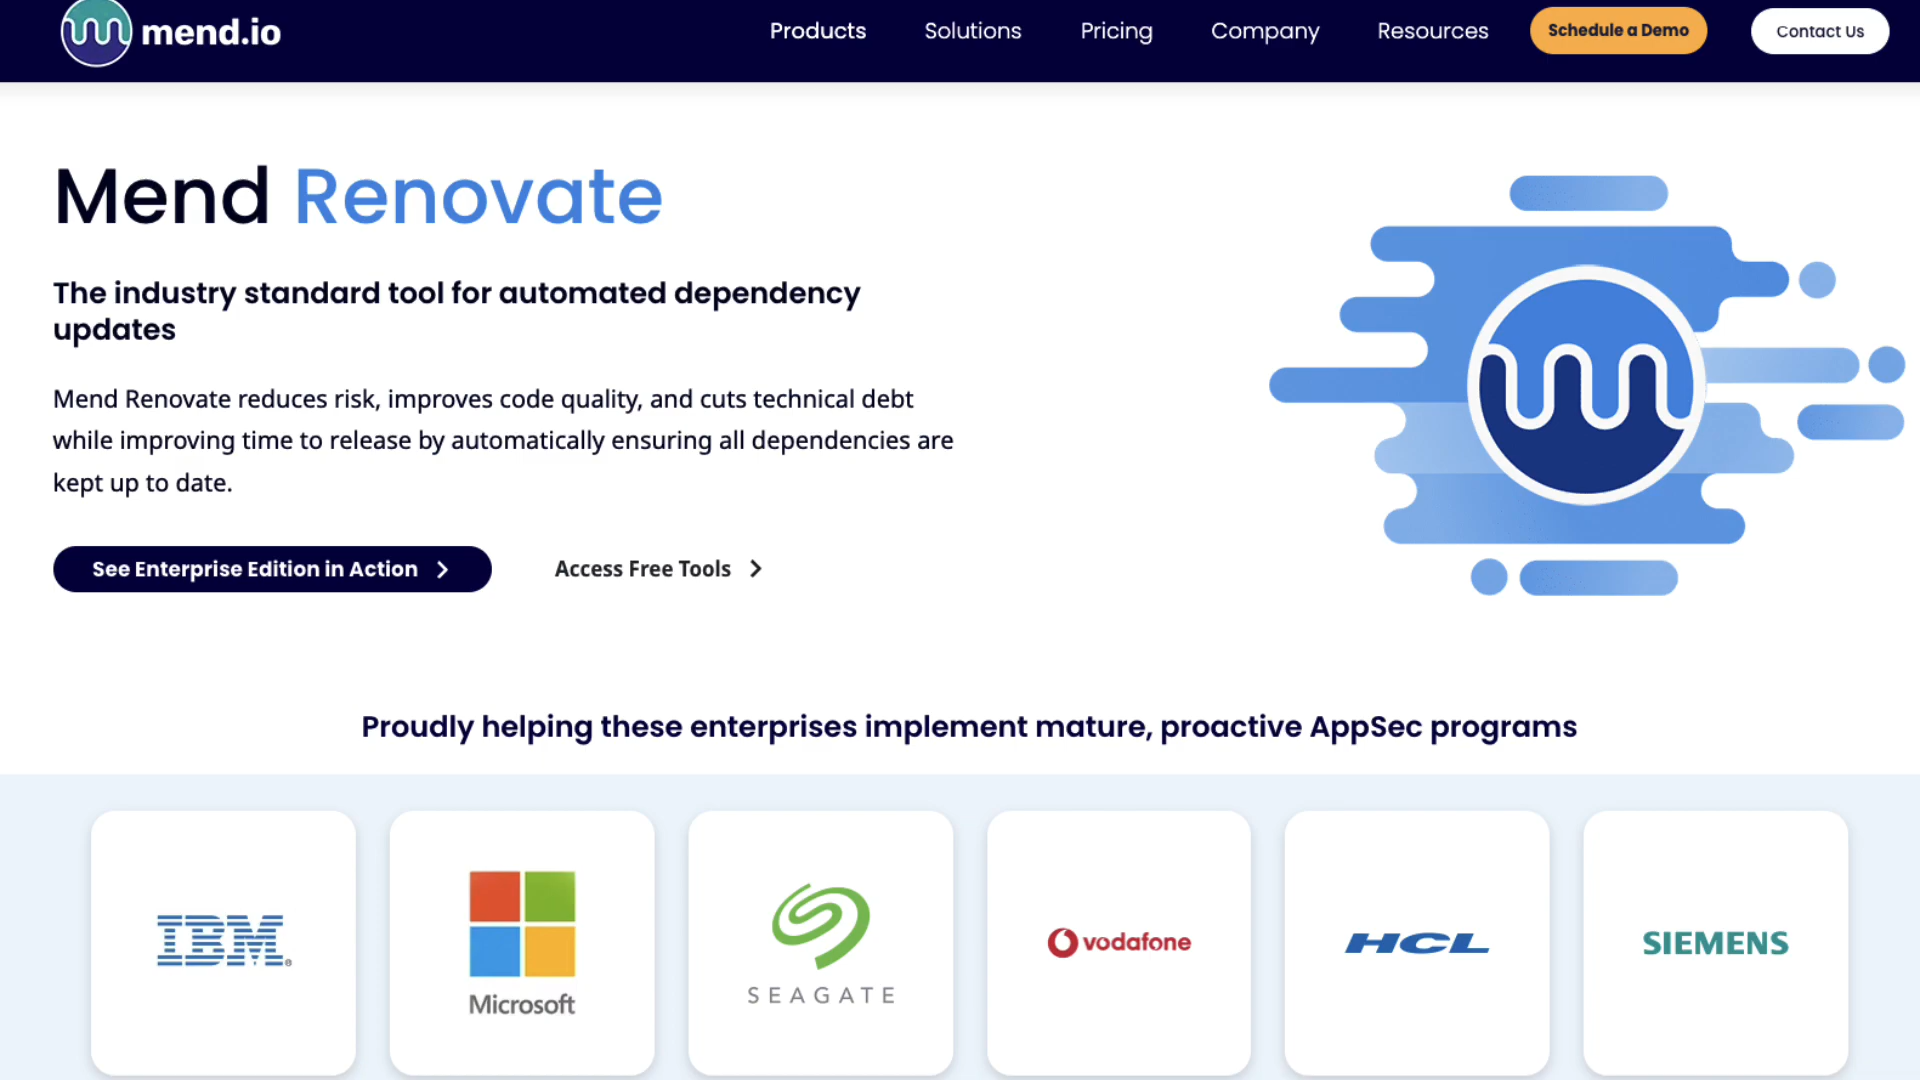 mend.io
Products Solutions Pricing Company Resources Schedule a Demo Contact Us
Mend Renovate
The industry standard tool for automated dependency
updates
Mend Renovate reduces risk, improves code quality, and cuts technical debt
while improving time to release by automatically ensuring all dependencies are
kept up to date.
See Enterprise Edition in Action Access Free Tools
Proudly helping these enterprises implement mature, proactive AppSec programs
IBM®
Microsoft
SEAGATE
vodafone
HCL
SIEMENS